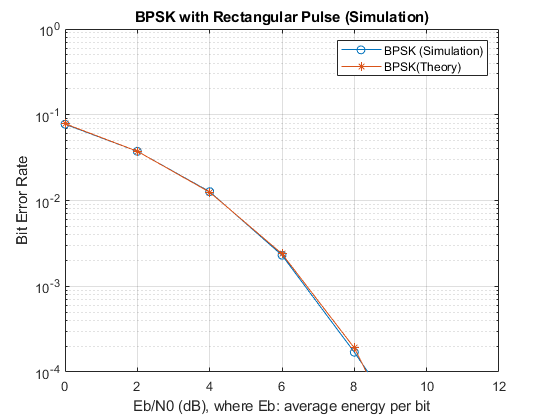 BPSK with Rectangular Pulse (Simulation)
BPSK (Simulation)
BPSK(Theory)
10^0
10^-1
10^-2
10^-3
10^-4
Bit Error Rate
0 2 4 6 8 10 12
Eb/N0 (dB), where Eb: average energy per bit